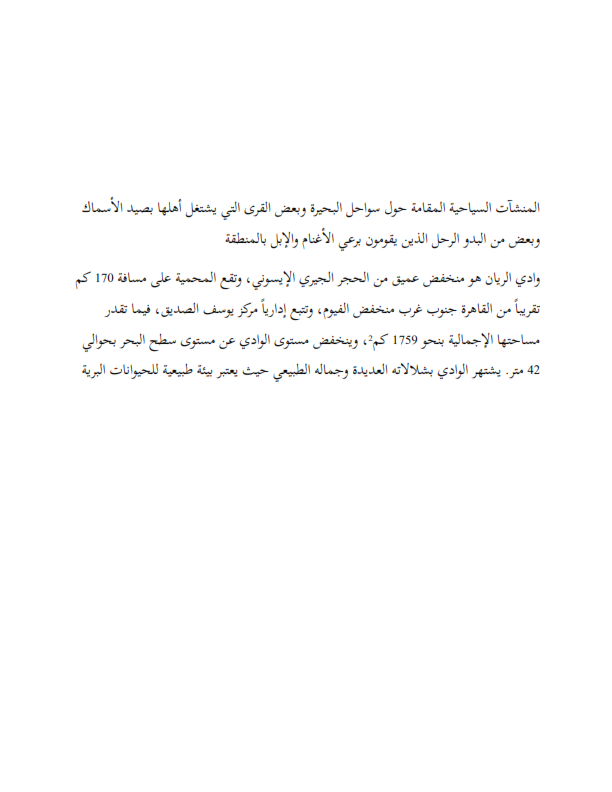 المنشآت السياحية المقامة حول سواحل البحيرة وبعض القرى التي يشتغل أهلها بصيد الأسماك
وبعض من البدو الرحل الذين يقومون برعي الأغنام والإبل بالمنطقة
وادي الريان هو منخفض عميق من الحجر الجيري الإيسوني، وتقع المحمية على مسافة 170 كم
تقريباً من القاهرة جنوب غرب منخفض الفيوم، وتتبع إدارياً مركز يوسف الصديق، فيما تقدر
مساحتها الإجمالية بنحو 1759 كم²، وينخفض مستوى الوادي عن مستوى سطح البحر بحوالي
42 متر. يشتهر الوادي بشلالاته العديدة وجماله الطبيعي حيث يعتبر بيئة طبيعية للحيوانات البرية